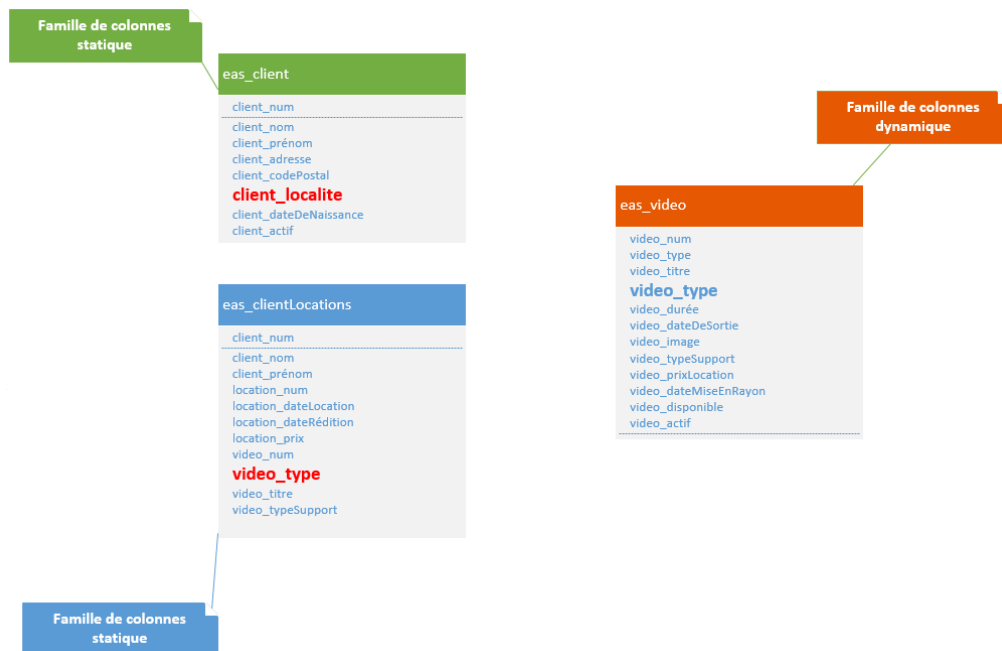 Famille de colonnes
statique
eas_client
client_num
client_nom
client_prénom
client_adresse
client_codePostal
client_localite
client_dateDeNaissance
client_actif
eas_clientLocations
client_num
client_nom
client_prénom
location_num
location_dateLocation
location_dateRédition
location_prix
video_num
video_type
video_titre
video_typeSupport
Famille de colonnes
statique
Famille de colonnes
dynamique
eas_video
video_num
video_type
video_titre
video_type
video_durée
video_dateDeSortie
video_image
video_typeSupport
video_prixLocation
video_dateMiseEnRayon
video_disponible
video_actif